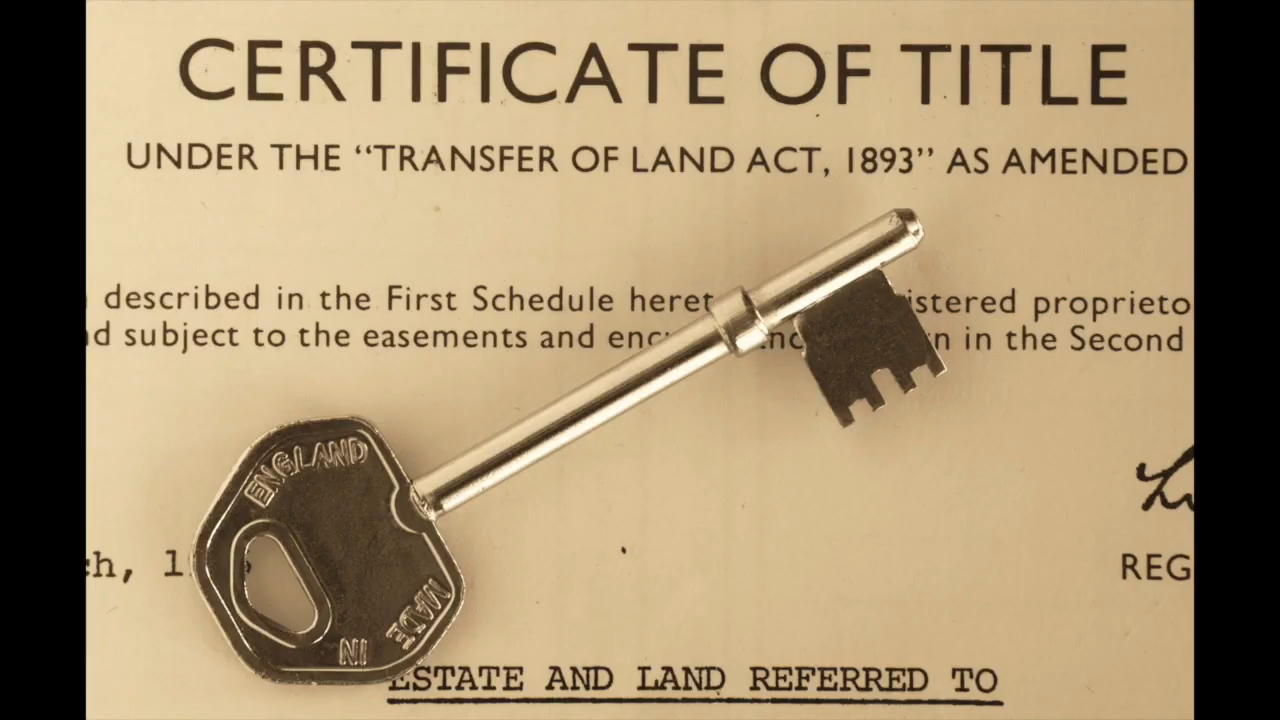 CERTIFICATE OF TITLE
UNDER THE “TRANSFER OF LAND ACT, 1893” AS AMENDED
described in the First Schedule heret istered proprieto
subject to the easements and in the Second
ENGLAND
MADE
IN
REG
ESTATE AND LAND REFERRED TO